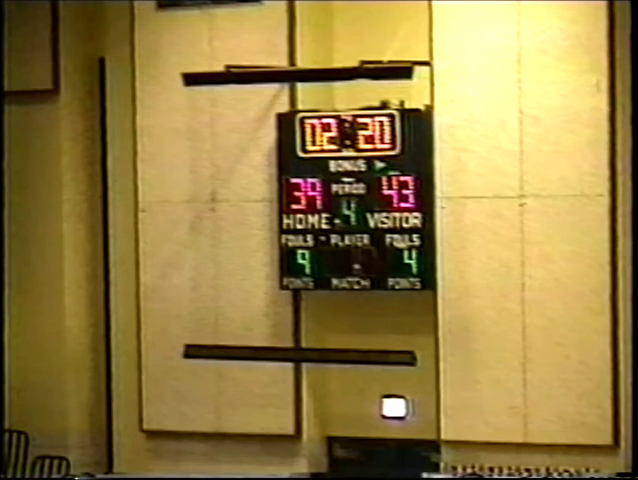 02:20
BONUS ►
39 PERIOD 43
HOME 4 VISITOR
FOULS PLAYER FOULS
9 4
POINTS MATCH POINTS